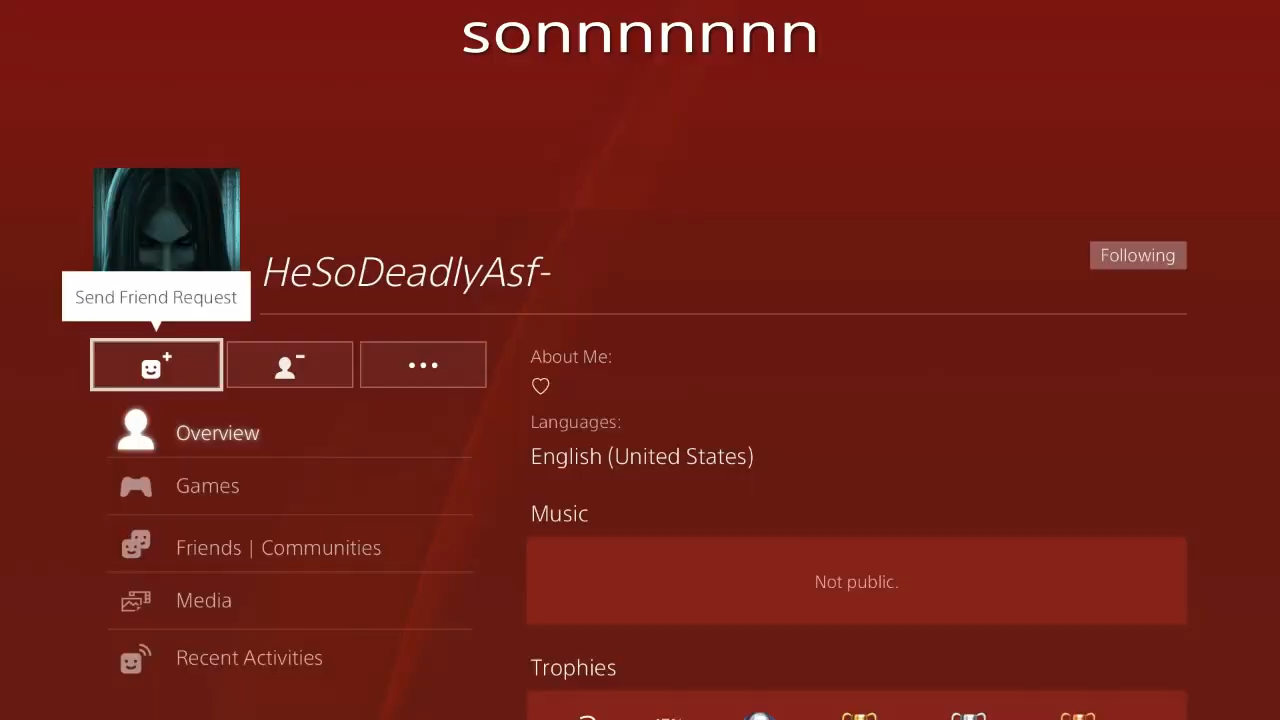 sonnnnnnn
HeSoDeadlyAsf-
Following
Send Friend Request
About Me:
♡
Languages:
Overview
English (United States)
Games
Music
Friends | Communities
Not public.
Media
Recent Activities
Trophies